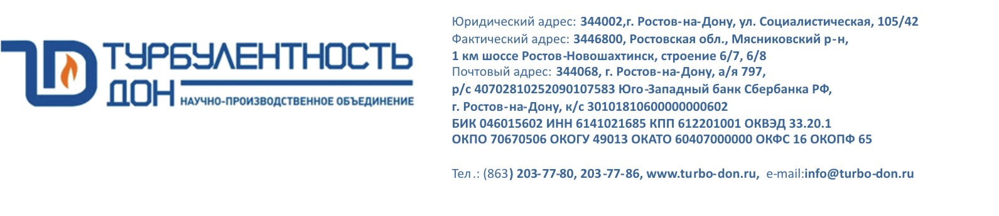 ТУРБУЛЕНТНОСТЬ
ДОН
НАУЧНО-ПРОИЗВОДСТВЕННОЕ ОБЪЕДИНЕНИЕ
Юридический адрес: 344002,г. Ростов-на-Дону, ул. Социалистическая, 105/42
Фактический адрес: 3446800, Ростовская обл., Мясниковский р-н,
1 км шоссе Ростов-Новошахтинск, строение 6/7, 6/8
Почтовый адрес: 344068, г. Ростов-на-Дону, а/я 797,
р/с 40702810252090107583 Юго-Западный банк Сбербанка РФ,
г. Ростов-на-Дону, к/с 30101810600000000602
БИК 046015602 ИНН 6141021685 КПП 612201001 ОКВЭД 33.20.1
ОКПО 70670506 ОКОГУ 49013 ОКАТО 60407000000 ОКФС 16 ОКОПФ 65
Тел.: (863) 203-77-80, 203-77-86, www.turbo-don.ru, e-mail:info@turbo-don.ru